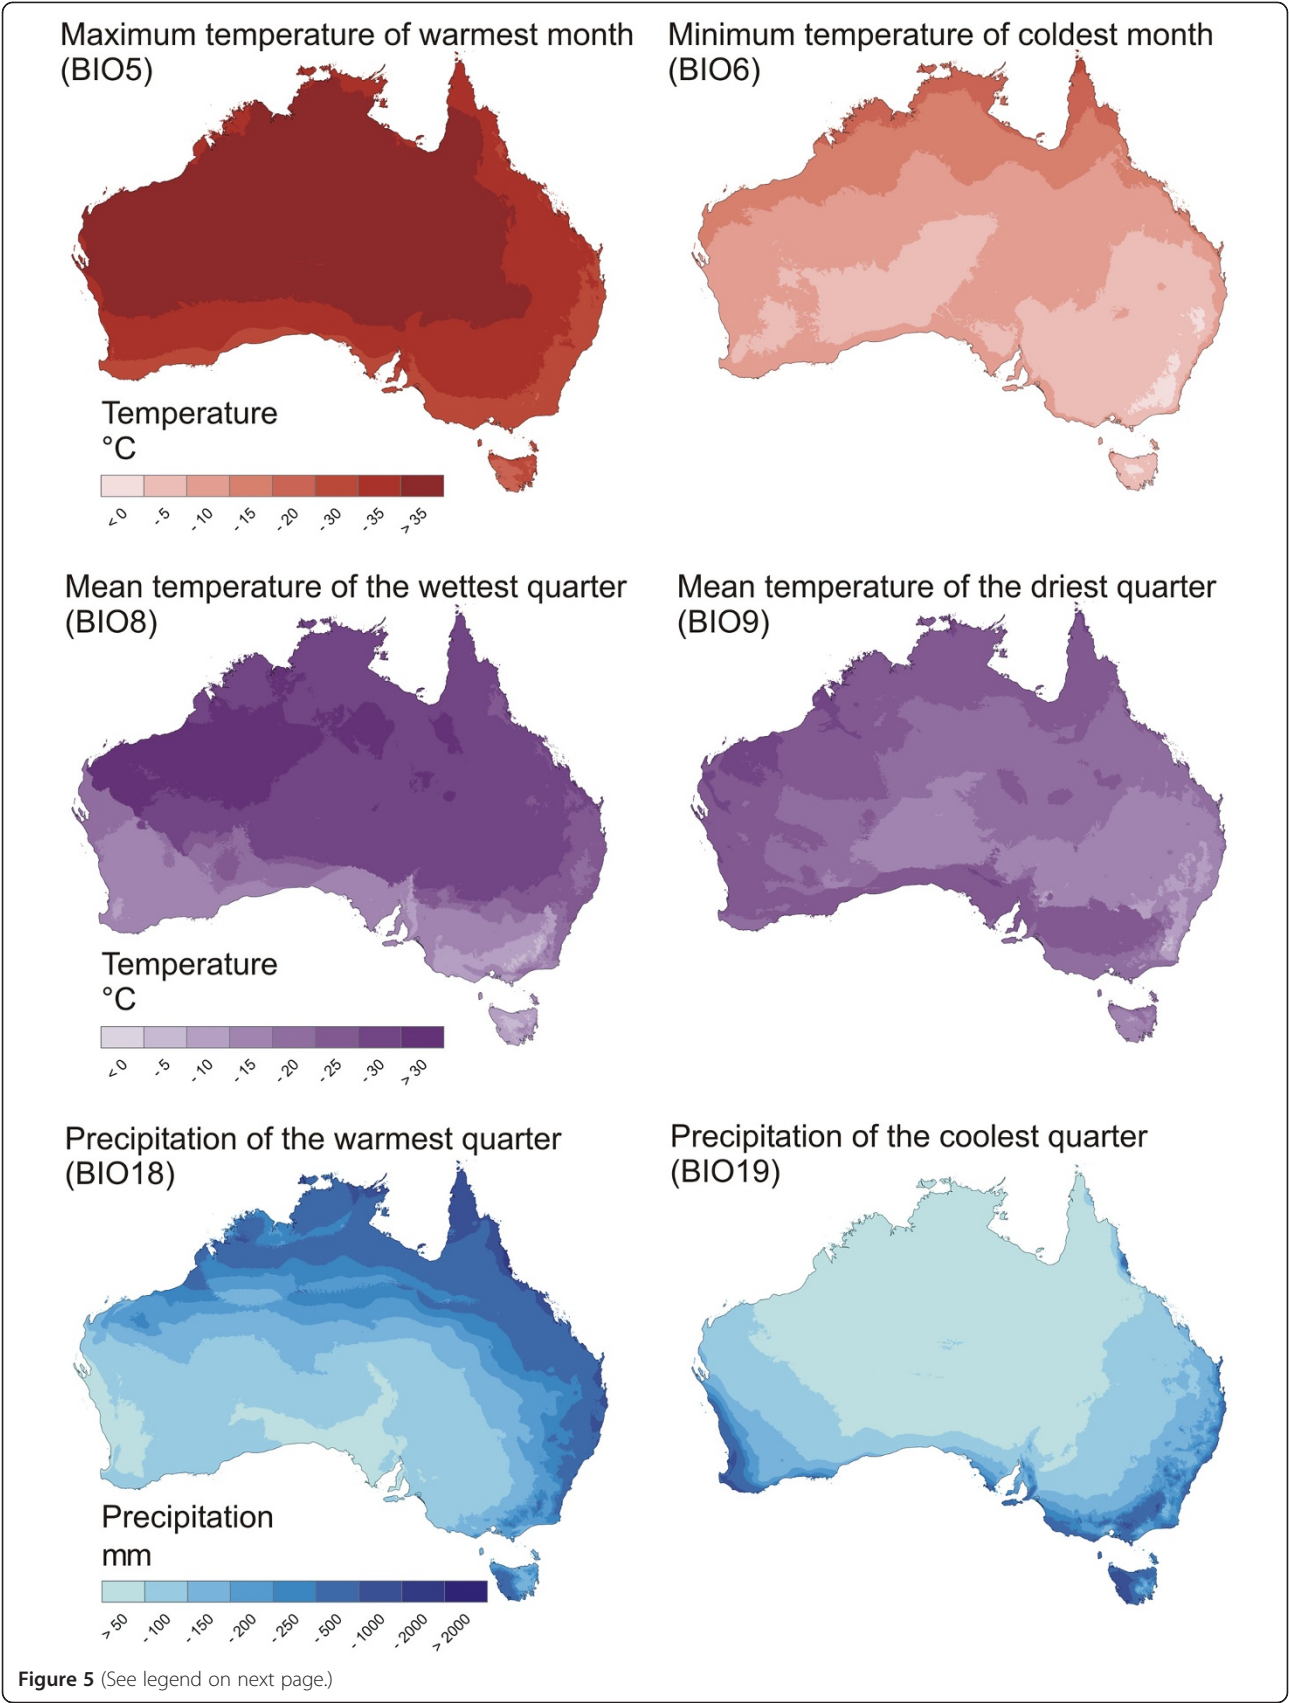 Maximum temperature of warmest month
(BIO5)
Minimum temperature of coldest month
(BIO6)
Temperature
°C
< 0
- 5
- 10
- 15
- 20
- 30
- 35
> 35
Mean temperature of the wettest quarter
(BIO8)
Mean temperature of the driest quarter
(BIO9)
Temperature
°C
< 0
- 5
- 10
- 15
- 20
- 25
- 30
> 30
Precipitation of the warmest quarter
(BIO18)
Precipitation of the coolest quarter
(BIO19)
Precipitation
mm
> 50
- 100
- 150
- 200
- 250
- 500
- 1000
- 2000
> 2000
Figure 5 (See legend on next page.)